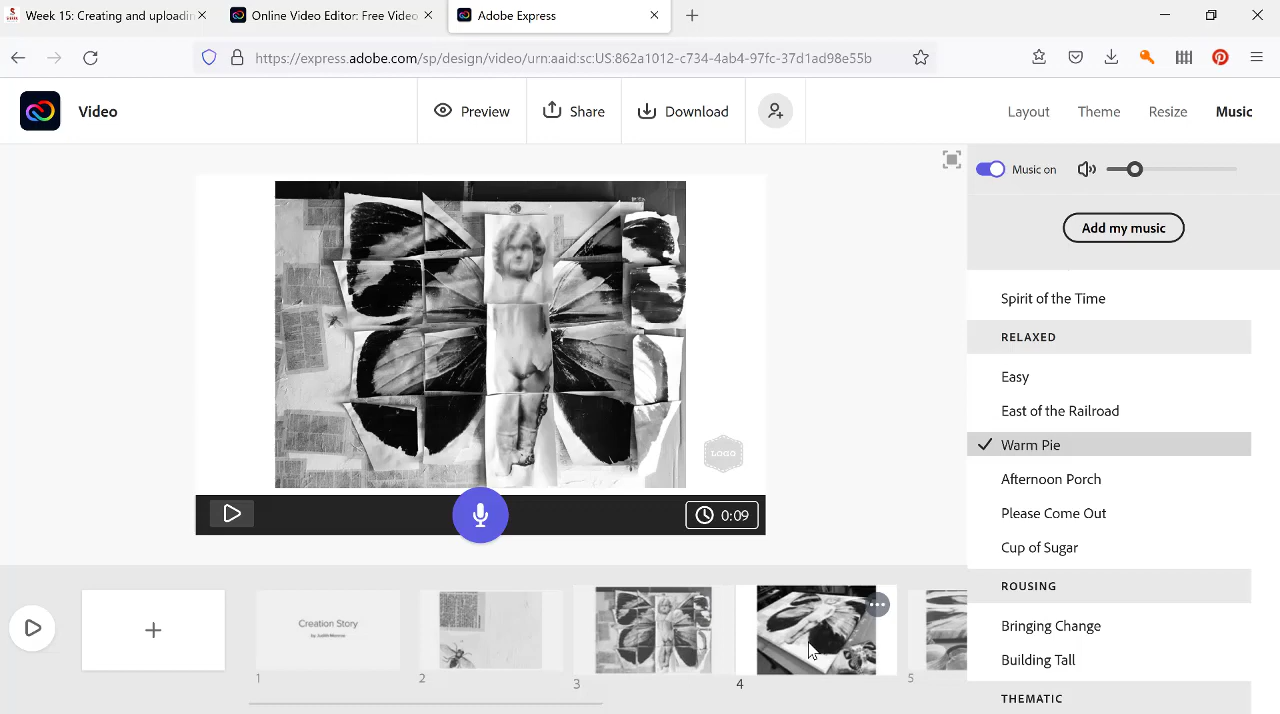 Week 15: Creating and uploadin
Online Video Editor: Free Video
Adobe Express
https://express.adobe.com/sp/design/video/urn:aaid:sc:US:862a1012-c734-4ab4-97fc-37d1ad98e55b
Video
Preview
Share
Download
Layout
Theme
Resize
Music
Music on
Add my music
Spirit of the Time
RELAXED
Easy
East of the Railroad
Warm Pie
Afternoon Porch
Please Come Out
Cup of Sugar
ROUSING
Bringing Change
Building Tall
THEMATIC
LOGO
0:09
Creation Story
by Judith Monroe
1
2
3
4
5